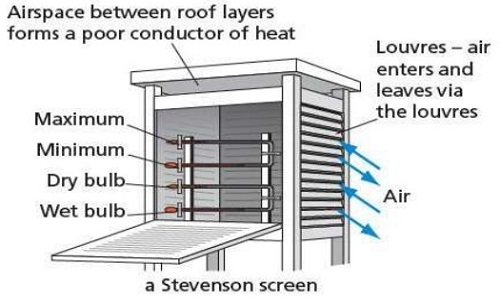 Airspace between roof layers
forms a poor conductor of heat
Louvres – air
enters and
leaves via
the louvres
Maximum
Minimum
Dry bulb
Wet bulb
Air
a Stevenson screen